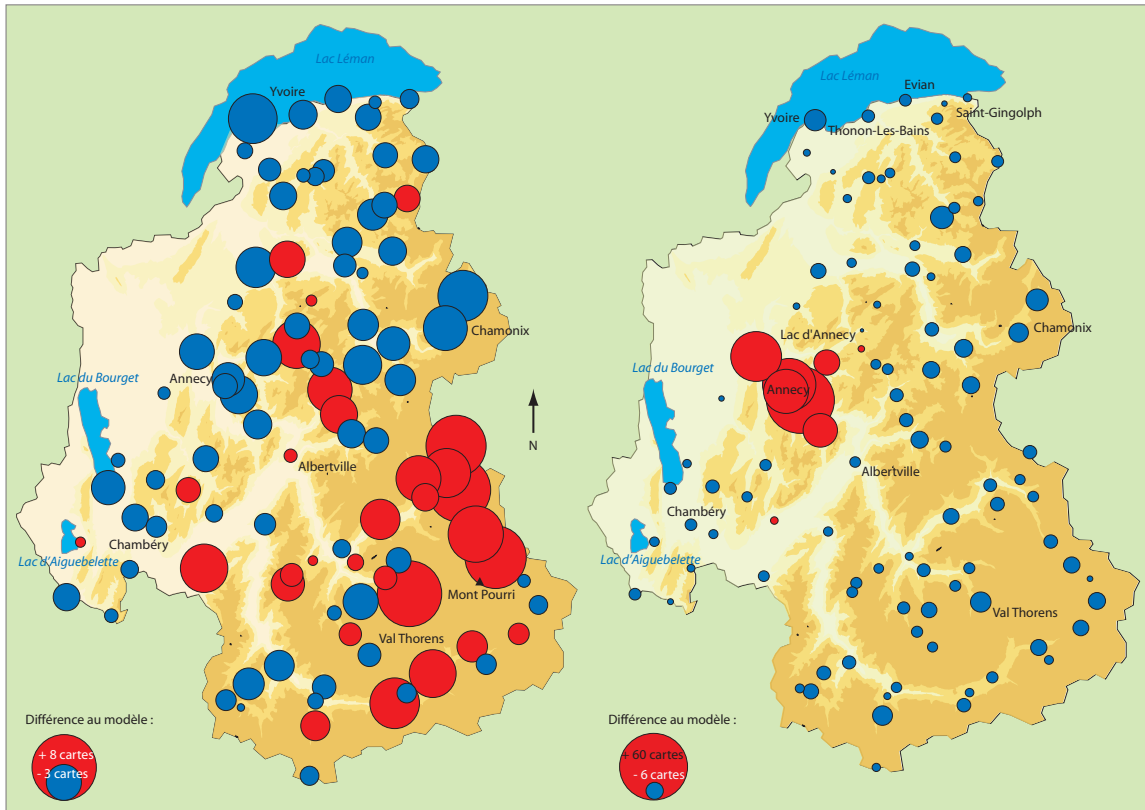 Lac Léman
Yvoire
Chamonix
Annecy
Lac du Bourget
N
Albertville
Chambéry
Lac d'Aiguebelette
Mont Pourri
Val Thorens
Différence au modèle :
+ 8 cartes
- 3 cartes
Lac Léman
Evian
Saint-Gingolph
Yvoire
Thonon-Les-Bains
Lac d'Annecy
Chamonix
Lac du Bourget
Annecy
Albertville
Chambéry
Lac d'Aiguebelette
Val Thorens
Différence au modèle :
+ 60 cartes
- 6 cartes